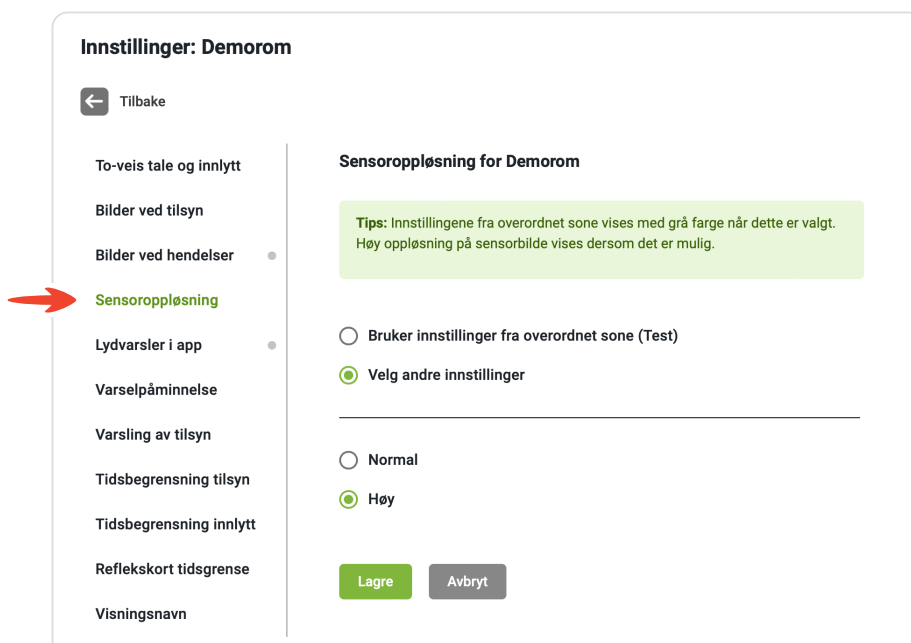 Innstillinger: Demorom
Tilbake
To-veis tale og innlytt
Bilder ved tilsyn
Bilder ved hendelser
Sensoroppløsning
Lydvarsler i app
Varselpåminnelse
Varsling av tilsyn
Tidsbegrensning tilsyn
Tidsbegrensning innlytt
Reflekskort tidsgrense
Visningsnavn
Sensoroppløsning for Demorom
Tips: Innstillingene fra overordnet sone vises med grå farge når dette er valgt.
Høy oppløsning på sensorbilde vises dersom det er mulig.
Bruker innstillinger fra overordnet sone (Test)
Velg andre innstillinger
Normal
Høy
Lagre
Avbryt